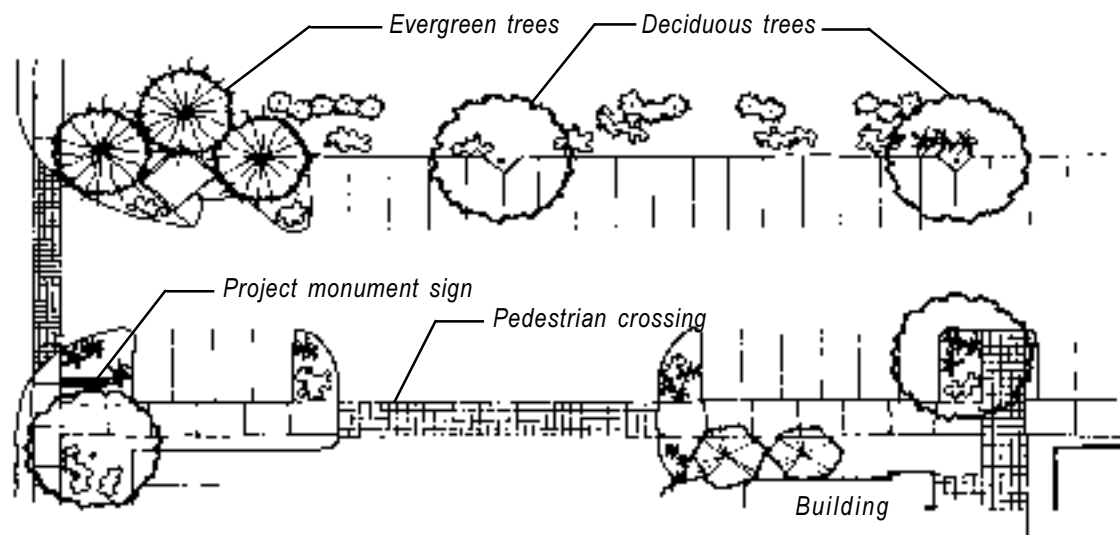 Evergreen trees
Deciduous trees
Project monument sign
Pedestrian crossing
Building